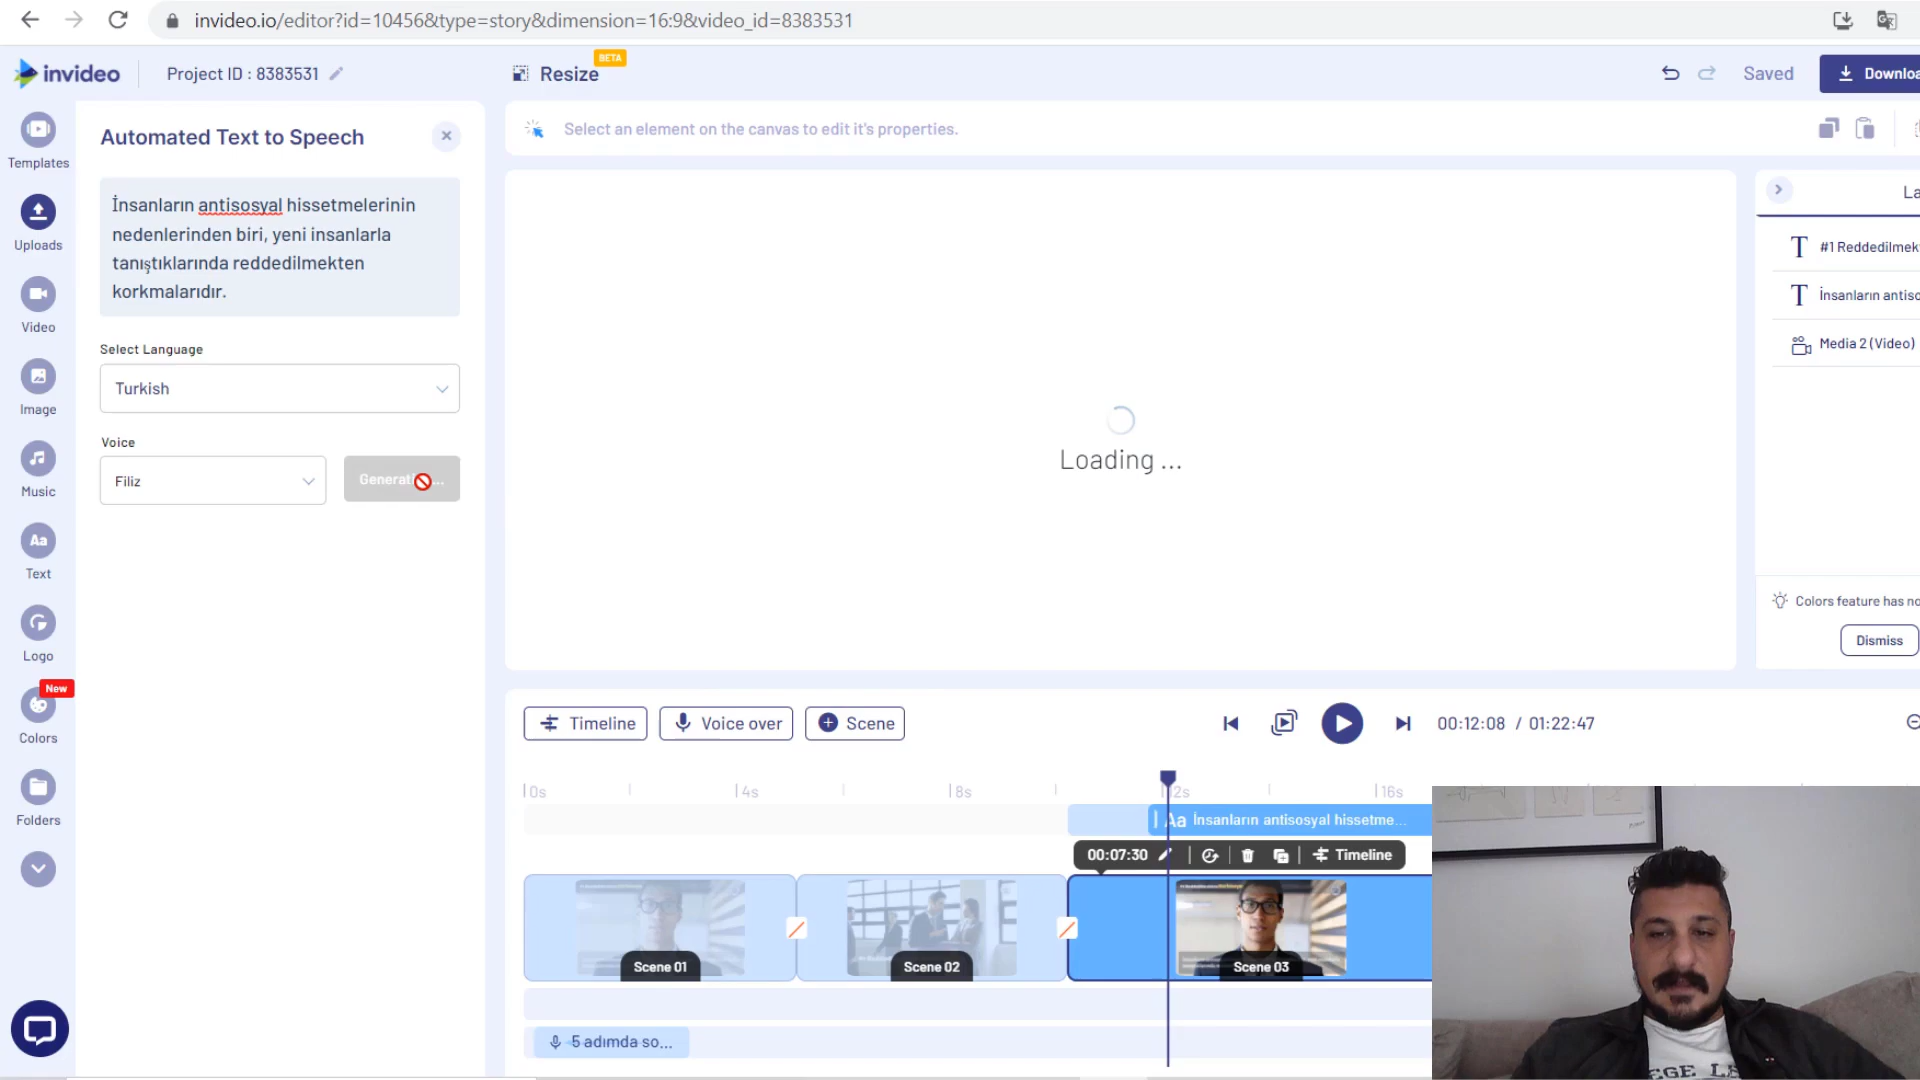 invideo.io/editor?id=10456&type=story&dimension=16:9&video_id=8383531
invideo
Project ID : 8383531
Resize
BETA
Saved
Templates
Uploads
Video
Image
Music
Text
Logo
New
Colors
Folders
Automated Text to Speech
İnsanların antisosyal hissetmelerinin
nedenlerinden biri, yeni insanlarla
tanıştıklarında reddedilmekten
korkmalarıdır.
Select Language
Turkish
Voice
Filiz
Select an element on the canvas to edit it's properties.
Loading ...
#1 Reddedilmek
İnsanların antiso
Media 2 (Video)
Colors feature has
Dismiss
Timeline
Voice over
Scene
00:12:08 / 01:22:47
0s
4s
8s
16s
Aa İnsanların antisosyal hissetme...
00:07:30
Timeline
Scene 01
Scene 02
Scene 03
5 adımda so...